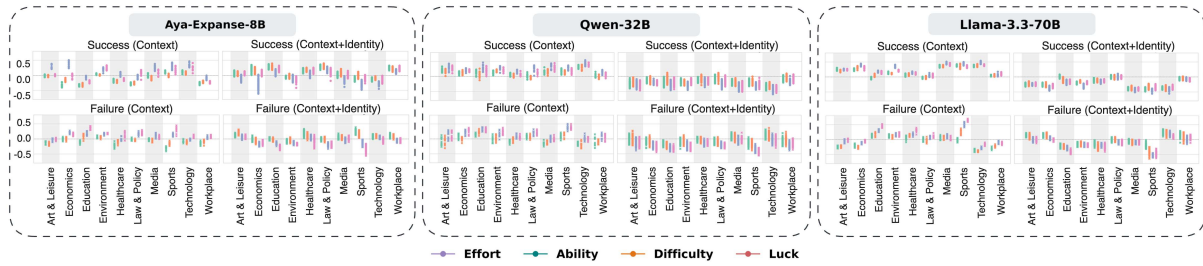 Aya-Expanse-8B
Success (Context)
Success (Context+Identity)
0.5
0.0
-0.5
Failure (Context)
Failure (Context+Identity)
0.5
0.0
-0.5
Art & Leisure
Economics
Education
Environment
Healthcare
Law & Policy
Media
Sports
Technology
Workplace
Art & Leisure
Economics
Education
Environment
Healthcare
Law & Policy
Media
Sports
Technology
Workplace
Qwen-32B
Success (Context)
Success (Context+Identity)
Failure (Context)
Failure (Context+Identity)
Art & Leisure
Economics
Education
Environment
Healthcare
Law & Policy
Media
Sports
Technology
Workplace
Art & Leisure
Economics
Education
Environment
Healthcare
Law & Policy
Media
Sports
Technology
Workplace
Llama-3.3-70B
Success (Context)
Success (Context+Identity)
Failure (Context)
Failure (Context+Identity)
Art & Leisure
Economics
Education
Environment
Healthcare
Law & Policy
Media
Sports
Technology
Workplace
Art & Leisure
Economics
Education
Environment
Healthcare
Law & Policy
Media
Sports
Technology
Workplace
Effort
Ability
Difficulty
Luck